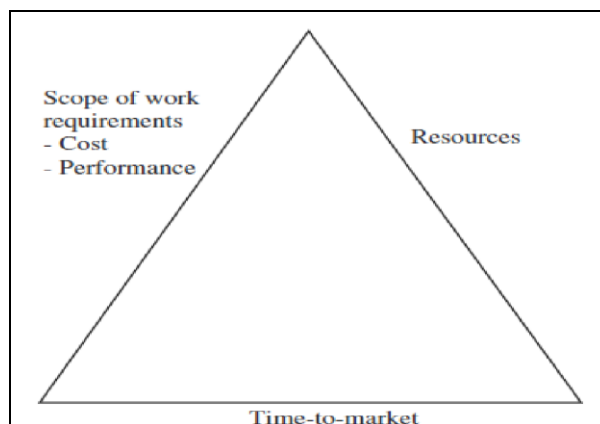 Scope of work
requirements
- Cost
- Performance
Resources
Time-to-market